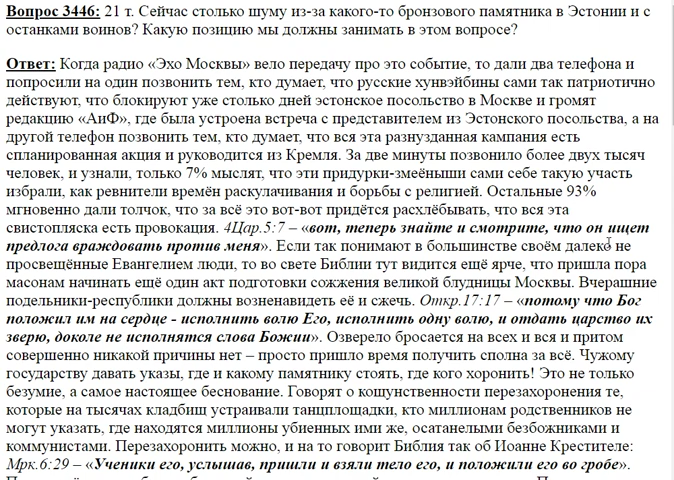 Вопрос 3446: 21 т. Сейчас столько шуму из-за какого-то бронзового памятника в Эстонии и с
останками воинов? Какую позицию мы должны занимать в этом вопросе?
Ответ: Когда радио «Эхо Москвы» вело передачу про это событие, то дали два телефона и
попросили на один позвонить тем, кто думает, что русские хунвэйбины сами так патриотично
действуют, что блокируют уже столько дней эстонское посольство в Москве и громят
редакцию «АиФ», где была устроена встреча с представителем из Эстонского посольства, а на
другой телефон позвонить тем, кто думает, что вся эта разнузданная кампания есть
спланированная акция и руководится из Кремля. За две минуты позвонило более двух тысяч
человек, и узнали, только 7% мыслят, что эти придурки-змеёныши сами себе такую участь
избрали, как ревнители времён раскулачивания и борьбы с религией. Остальные 93%
мгновенно дали толчок, что за всё это вот-вот придётся расхлёбывать, что вся эта
свистопляска есть провокация. 4Цар.5:7 – «вот, теперь знайте и смотрите, что он ищет
предлога враждовать против меня». Если так понимают в большинстве своём далеко не
просвещённые Евангелием люди, то во свете Библии тут видится ещё ярче, что пришла пора
масонам начинать ещё один акт подготовки сожжения великой блудницы Москвы. Вчерашние
подельники-республики должны возненавидеть её и сжечь. Откр.17:17 – «потому что Бог
положил им на сердце - исполнить волю Его, исполнить одну волю, и отдать царство их
зверю, доколе не исполнятся слова Божии». Озверело бросается на всех и вся и притом
совершенно никакой причины нет – просто пришло время получить сполна за всё. Чужому
государству давать указы, где и какому памятнику стоять, где кого хоронить! Это не только
безумие, а самое настоящее беснование. Говорят о кощунственности перезахоронения те,
которые на тысячах кладбищ устраивали танцплощадки, кто миллионам родственников не
могут указать, где находятся миллионы убиенных ими же, осатанелыми безбожниками и
коммунистами. Перезахоронить можно, и на то говорит Библия так об Иоанне Крестителе:
Мрк.6:29 – «Ученики его, услышав, пришли и взяли тело его, и положили его во гробе».